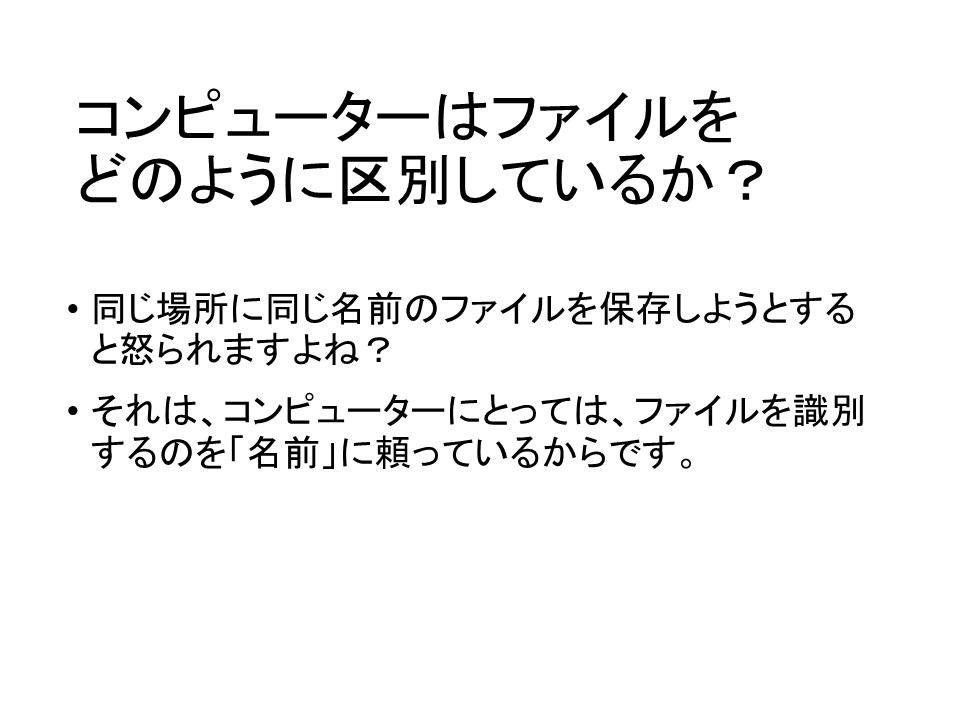 コンピューターはファイルを
どのように区別しているか？
• 同じ場所に同じ名前のファイルを保存しようとする
と怒られますよね？
• それは、コンピューターにとっては、ファイルを識別
するのを「名前」に頼っているからです。